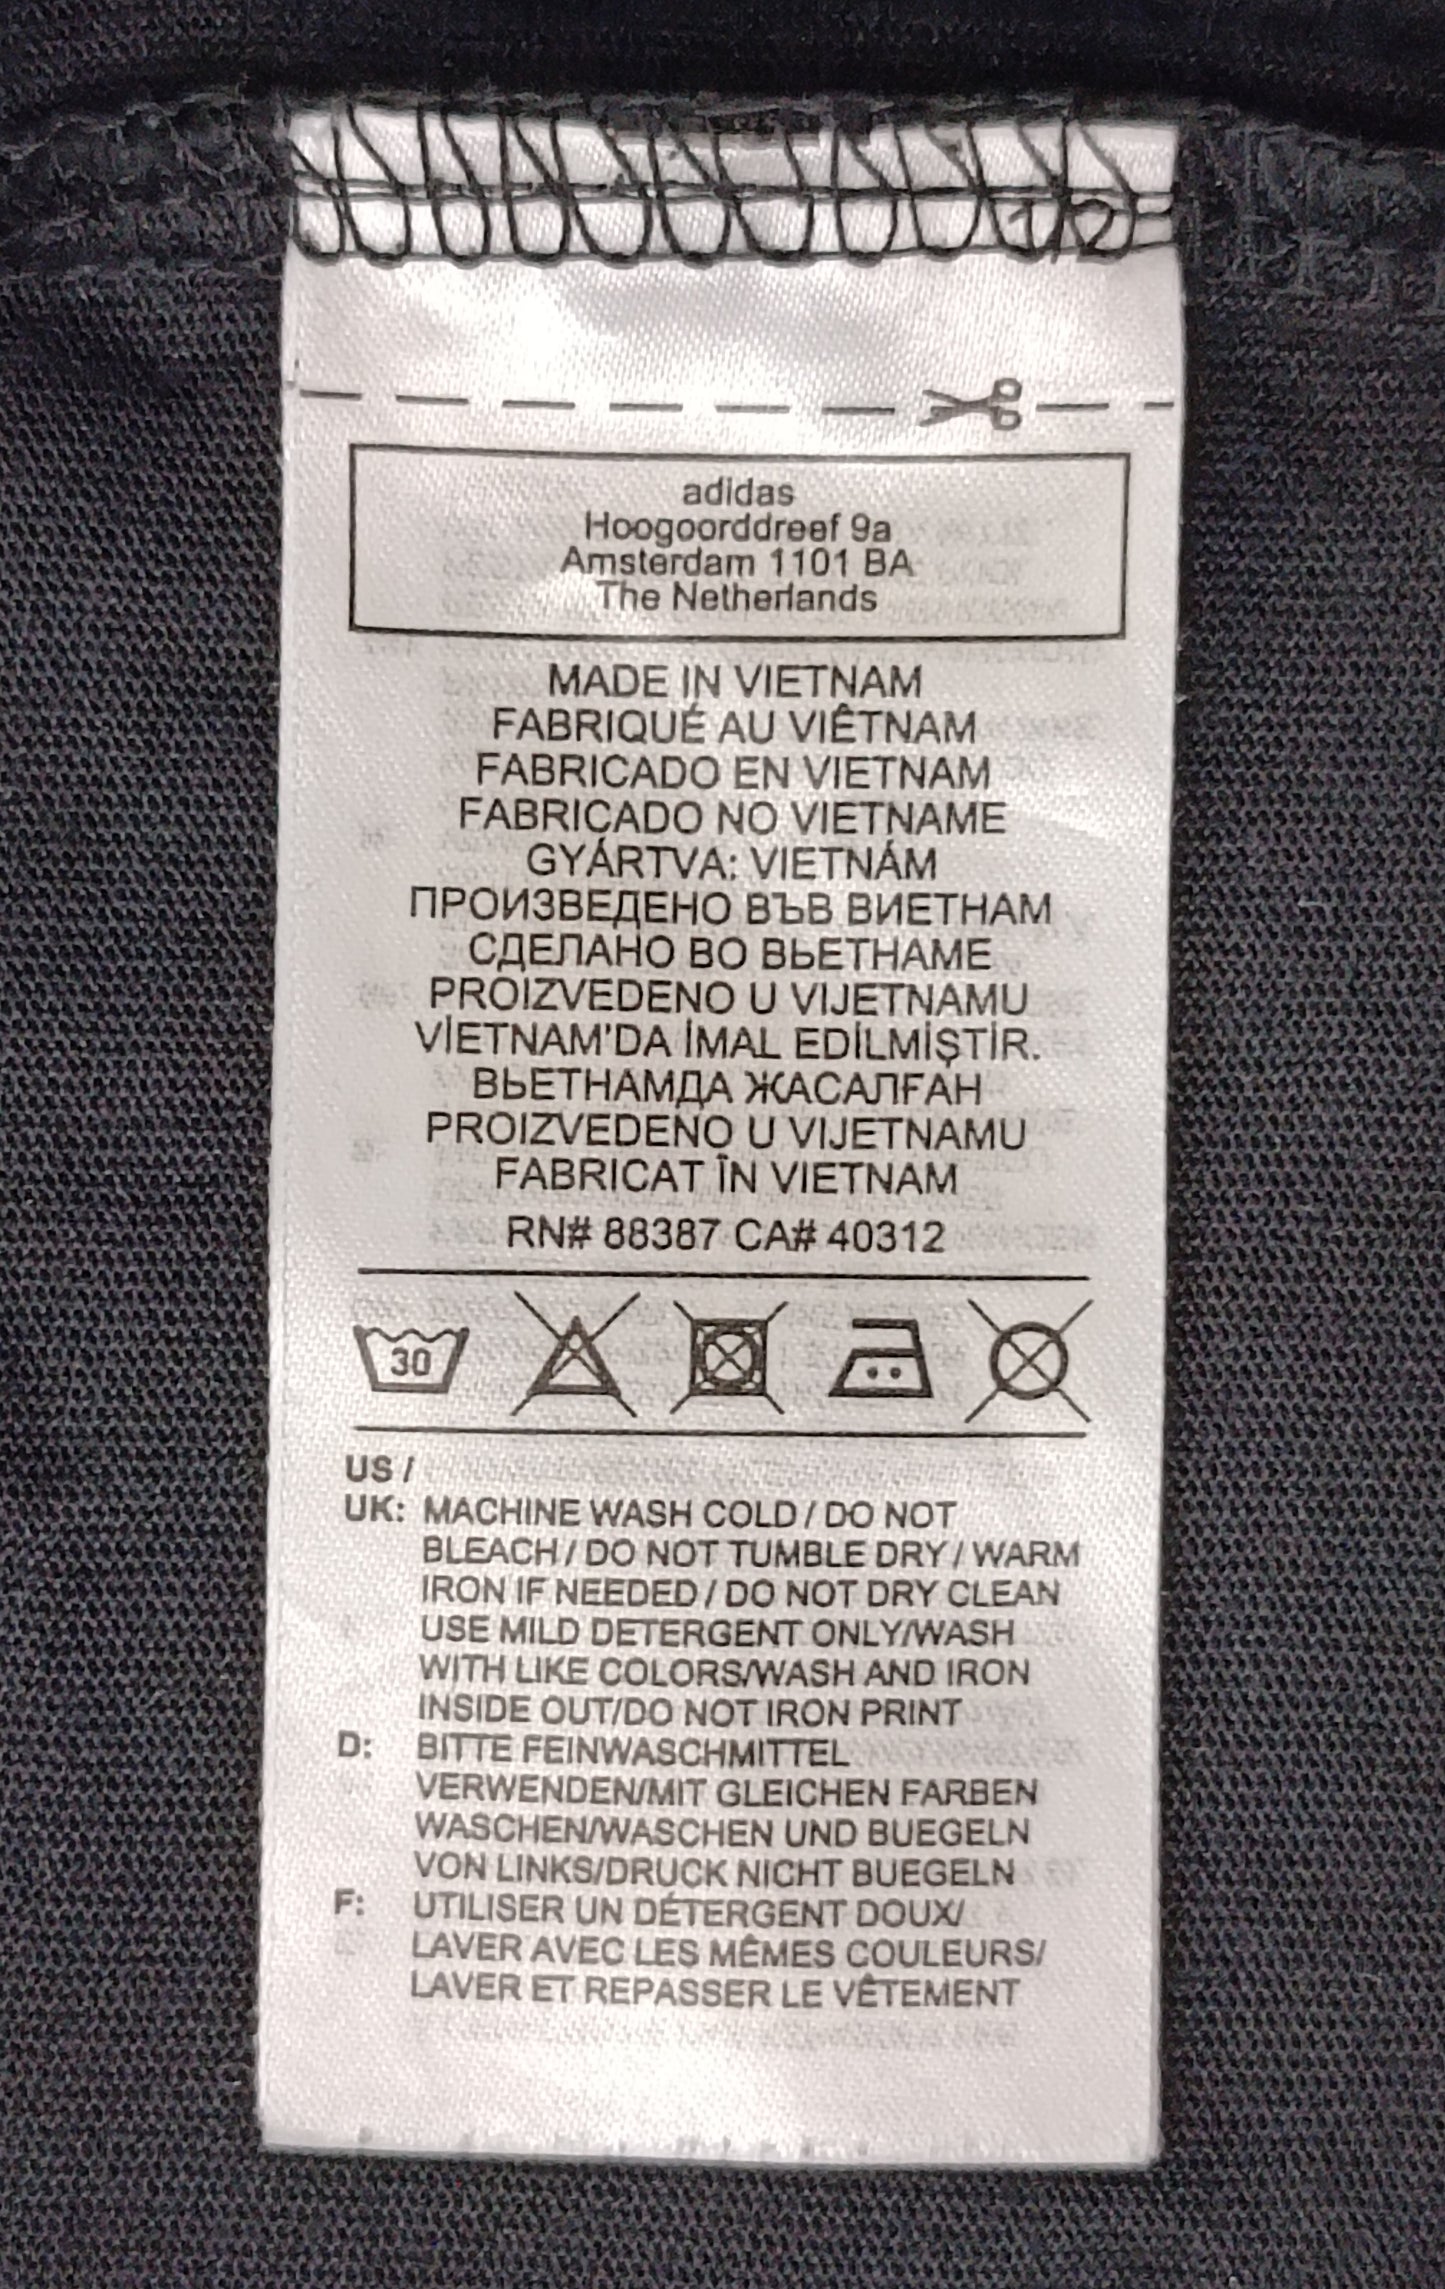 1/2
adidas
Hoogoorddreef 9a
Amsterdam 1101 BA
The Netherlands
MADE IN VIETNAM
FABRIQUÉ AU VIÊTNAM
FABRICADO EN VIETNAM
FABRICADO NO VIETNAME
GYÁRTVA: VIETNÁM
ПРОИЗВЕДЕНО ВЪВ ВИЕТНАМ
СДЕЛАНО ВО ВЬЕТНАМЕ
PROIZVEDENO U VIJETNAMU
VİETNAM'DA İMAL EDİLMİŞTİR.
ВЬЕТНАМДА ЖАСАЛҒАН
PROIZVEDENO U VIJETNAMU
FABRICAT ÎN VIETNAM
RN# 88387 CA# 40312
30
US /
UK: MACHINE WASH COLD / DO NOT
BLEACH / DO NOT TUMBLE DRY / WARM
IRON IF NEEDED / DO NOT DRY CLEAN
USE MILD DETERGENT ONLY/WASH
WITH LIKE COLORS/WASH AND IRON
INSIDE OUT/DO NOT IRON PRINT
D: BITTE FEINWASCHMITTEL
VERWENDEN/MIT GLEICHEN FARBEN
WASCHEN/WASCHEN UND BUEGELN
VON LINKS/DRUCK NICHT BUEGELN
F: UTILISER UN DÉTERGENT DOUX/
LAVER AVEC LES MÊMES COULEURS/
LAVER ET REPASSER LE VÊTEMENT